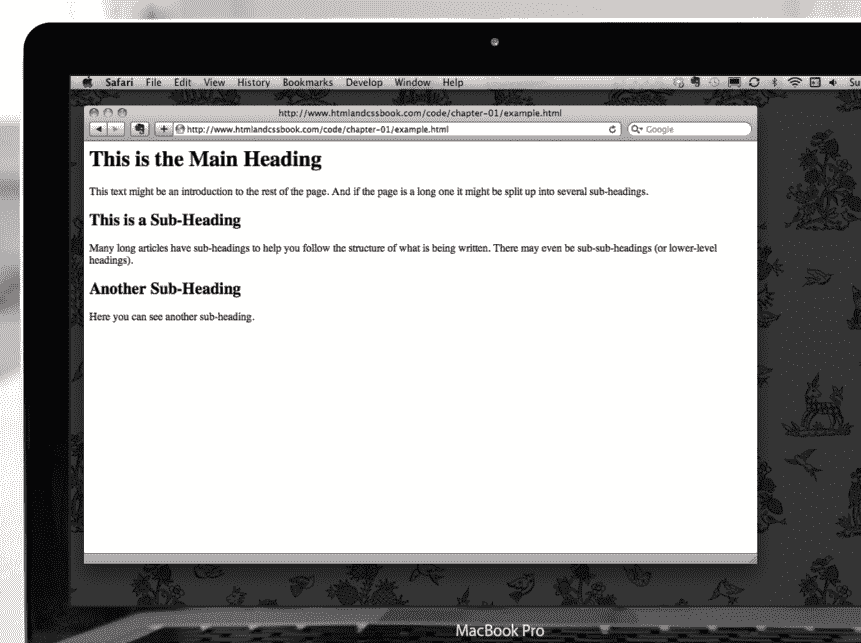 Safari File Edit View History Bookmarks Develop Window Help Su
http://www.htmlandcssbook.com/code/chapter-01/example.html
http://www.htmlandcssbook.com/code/chapter-01/example.html
Google
This is the Main Heading
This text might be an introduction to the rest of the page. And if the page is a long one it might be split up into several sub-headings.
This is a Sub-Heading
Many long articles have sub-headings to help you follow the structure of what is being written. There may even be sub-sub-headings (or lower-level
headings).
Another Sub-Heading
Here you can see another sub-heading.
MacBook Pro